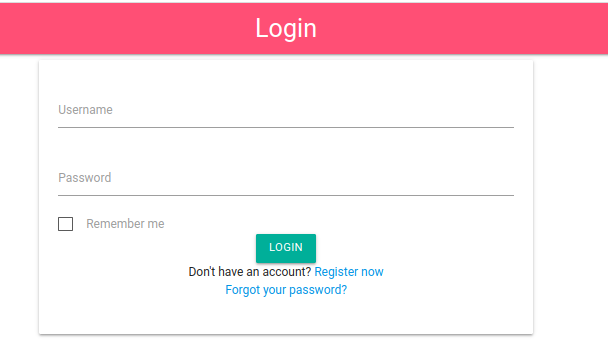 Login
Username
Password
Remember me
LOGIN
Don't have an account? Register now
Forgot your password?